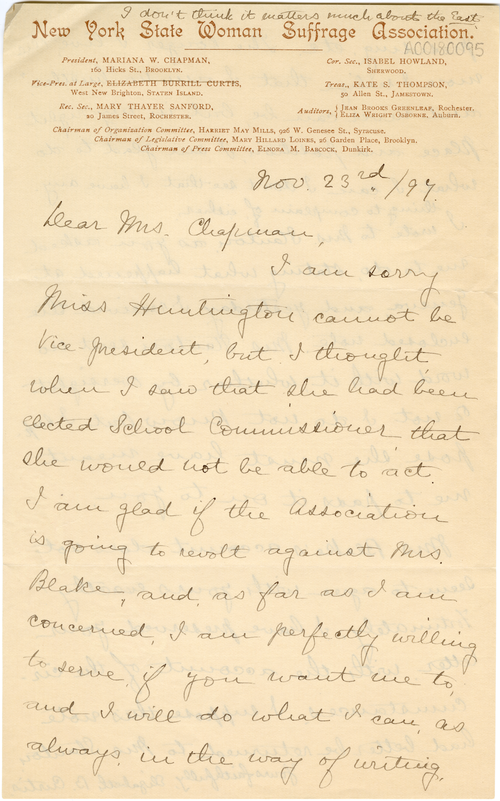 I don't think it matters much about the East
New York State Woman Suffrage Association.
A00180095
President, MARIANA W. CHAPMAN,
160 Hicks St., BROOKLYN.
Vice-Pres. at Large, ELIZABETH BURRILL CURTIS,
West New Brighton, STATEN ISLAND.
Rec. Sec., MARY THAYER SANFORD,
20 James Street, ROCHESTER.
Cor. Sec., ISABEL HOWLAND,
SHERWOOD.
Treas., KATE S. THOMPSON,
50 Allen St., JAMESTOWN.
Auditors, { JEAN BROOKS GREENLEAF, Rochester.
ELIZA WRIGHT OSBORNE, Auburn.
Chairman of Organization Committee, HARRIET MAY MILLS, 926 W. Genesee St., Syracuse.
Chairman of Legislative Committee, MARY HILLARD LOINES, 26 Garden Place, Brooklyn.
Chairman of Press Committee, ELNORA M. BABCOCK, Dunkirk.
Nov. 23rd/97.
Dear Mrs. Chapman,
I am sorry
Miss Huntington cannot be
Vice-president, but I thought
when I saw that she had been
elected School Commissioner, that
she would not be able to act.
I am glad if the Association
is going to revolt against Mrs.
Blake, and, as far as I am
concerned, I am perfectly willing
to serve, if you want me to,
and I will do what I can, as
always, in the way of writing.